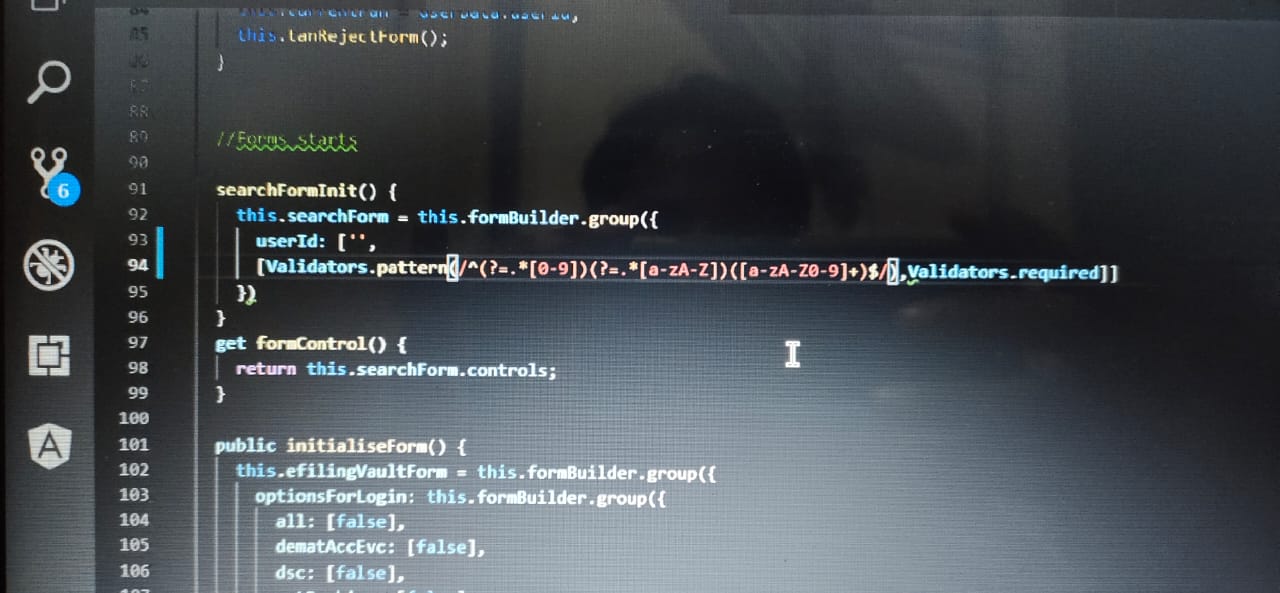 85
this.tanRejectForm();
86
}
87
88
89
//Forms starts
90
91
searchFormInit() {
92
this.searchForm = this.formBuilder.group({
93
userId: ['',
94
[Validators.pattern(/^(?=.*[0-9])(?=.*[a-zA-Z])([a-zA-Z0-9]+)$/),Validators.required]]
6
95
})
96
}
97
get formControl() {
98
return this.searchForm.controls;
99
}
100
101
public initialiseForm() {
102
this.efilingVaultForm = this.formBuilder.group({
103
optionsForLogin: this.formBuilder.group({
104
all: [false],
105
dematAccEvc: [false],
106
dsc: [false],